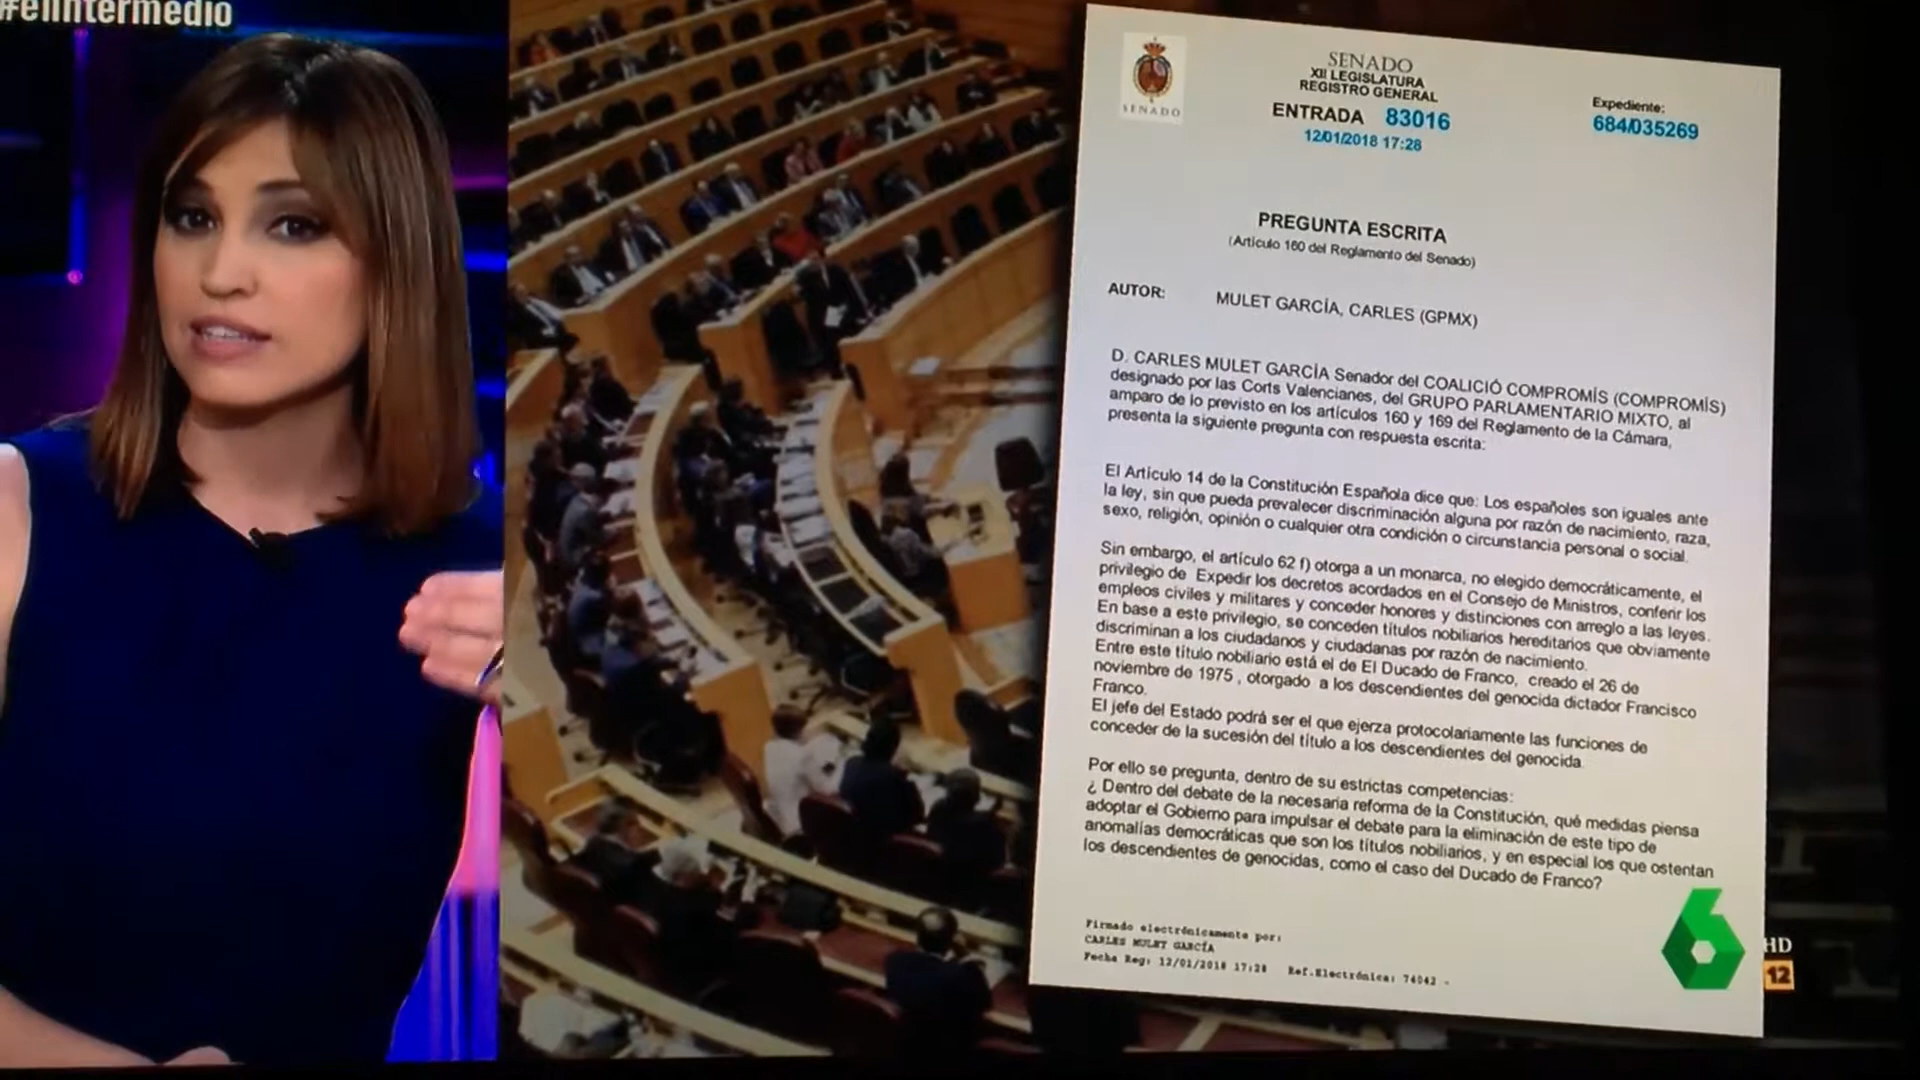 #elintermedio
SENADO
SENADO
XII LEGISLATURA
REGISTRO GENERAL
ENTRADA 83016
12/01/2018 17:28
Expediente:
684/035269
PREGUNTA ESCRITA
(Artículo 160 del Reglamento del Senado)
AUTOR: MULET GARCÍA, CARLES (GPMX)
D. CARLES MULET GARCÍA Senador del COALICIÓ COMPROMÍS (COMPROMÍS)
designado por las Corts Valencianes, del GRUPO PARLAMENTARIO MIXTO, al
amparo de lo previsto en los artículos 160 y 169 del Reglamento de la Cámara,
presenta la siguiente pregunta con respuesta escrita:
El Artículo 14 de la Constitución Española dice que: Los españoles son iguales ante
la ley, sin que pueda prevalecer discriminación alguna por razón de nacimiento, raza,
sexo, religión, opinión o cualquier otra condición o circunstancia personal o social.
Sin embargo, el artículo 62 f) otorga a un monarca, no elegido democráticamente, el
privilegio de Expedir los decretos acordados en el Consejo de Ministros, conferir los
empleos civiles y militares y conceder honores y distinciones con arreglo a las leyes.
En base a este privilegio, se conceden títulos nobiliarios hereditarios que obviamente
discriminan a los ciudadanos y ciudadanas por razón de nacimiento.
Entre este título nobiliario está el de El Ducado de Franco, creado el 26 de
noviembre de 1975 , otorgado a los descendientes del genocida dictador Francisco
Franco.
El jefe del Estado podrá ser el que ejerza protocolariamente las funciones de
conceder de la sucesión del título a los descendientes del genocida.
Por ello se pregunta, dentro de su estrictas competencias:
¿ Dentro del debate de la necesaria reforma de la Constitución, qué medidas piensa
adoptar el Gobierno para impulsar el debate para la eliminación de este tipo de
anomalías democráticas que son los títulos nobiliarios, y en especial los que ostentan
los descendientes de genocidas, como el caso del Ducado de Franco?
Firmado electrónicamente por:
CARLES MULET GARCÍA
Fecha Reg: 12/01/2018 17:28 Ref.Electrónica: 74042 -
6
HD
12